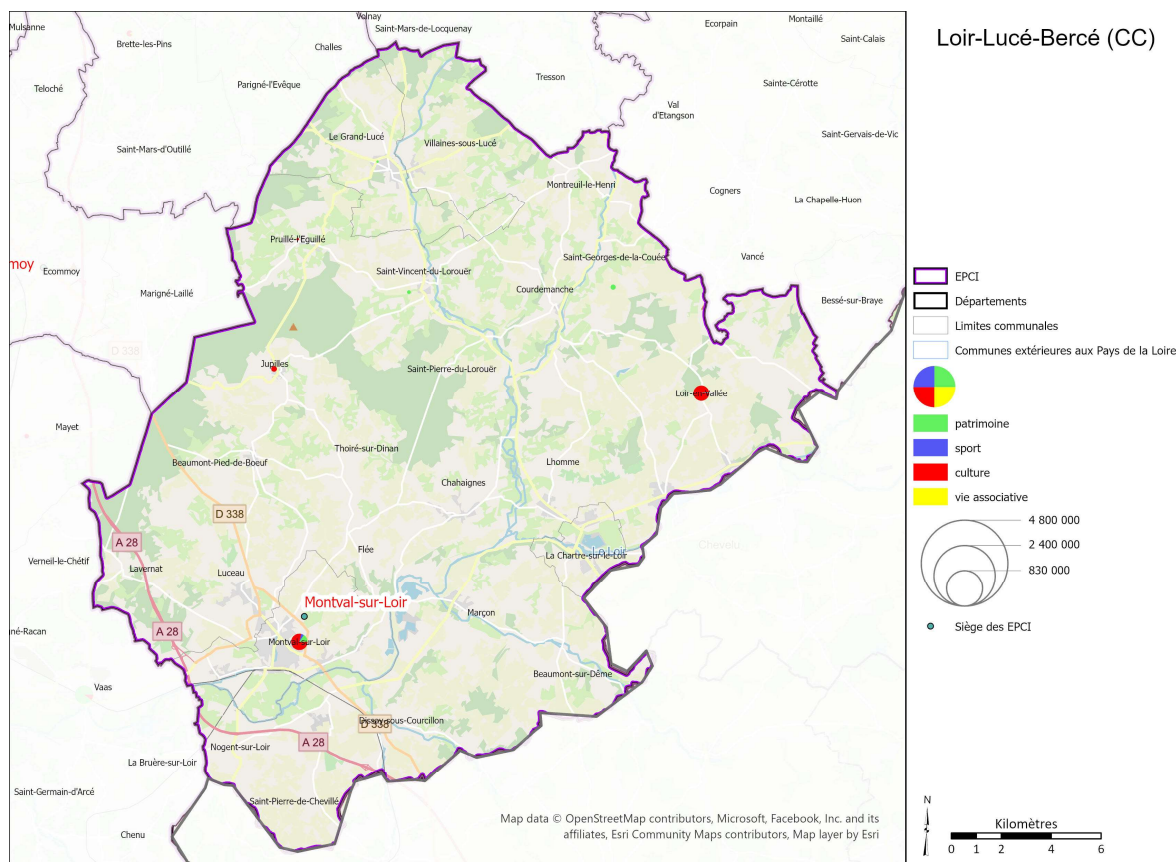 Loir-Lucé-Bercé (CC)
Mulsanne
Brette-les-Pins
Challes
Volnay
Saint-Mars-de-Locquenay
Ecorpain
Montaillé
Saint-Calais
Teloché
Parigné-l'Evêque
Tresson
Sainte-Cérotte
Val
d'Etangson
Saint-Mars-d'Outillé
Le Grand-Lucé
Villaines-sous-Lucé
Saint-Gervais-de-Vic
Montreuil-le-Henri
Cogners
La Chapelle-Huon
Pruillé-l'Eguillé
moy
Ecommoy
Saint-Vincent-du-Lorouër
Saint-Georges-de-la-Couée
Vancé
Marigné-Laillé
Courdemanche
Bessé-sur-Braye
D 338
Jupilles
Saint-Pierre-du-Lorouër
Loir-en-Vallée
Mayet
Thoiré-sur-Dinan
Beaumont-Pied-de-Boeuf
Lhomme
Chahaignes
D 338
A 28
Verneil-le-Chétif
Lavernat
Luceau
Flée
La Chartre-sur-le-Loir
Le Loir
Montval-sur-Loir
Marçon
A 28
Montval-sur-Loir
Vaas
Beaumont-sur-Dême
Dissay-sous-Courcillon
D 338
A 28
Nogent-sur-Loir
La Bruère-sur-Loir
Saint-Germain-d'Arcé
Saint-Pierre-de-Chevillé
Chenu
Map data © OpenStreetMap contributors, Microsoft, Facebook, Inc. and its
affiliates, Esri Community Maps contributors, Map layer by Esri
EPCI
Départements
Limites communales
Communes extérieures aux Pays de la Loire
patrimoine
sport
culture
vie associative
4 800 000
2 400 000
830 000
Siège des EPCI
N
Kilomètres
0 1 2 4 6